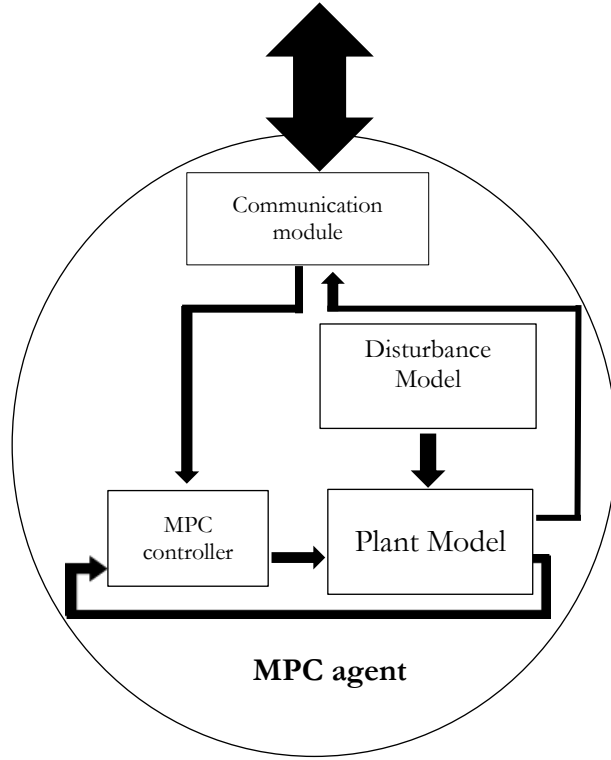 Communication
module
Disturbance
Model
MPC
controller
Plant Model
MPC agent